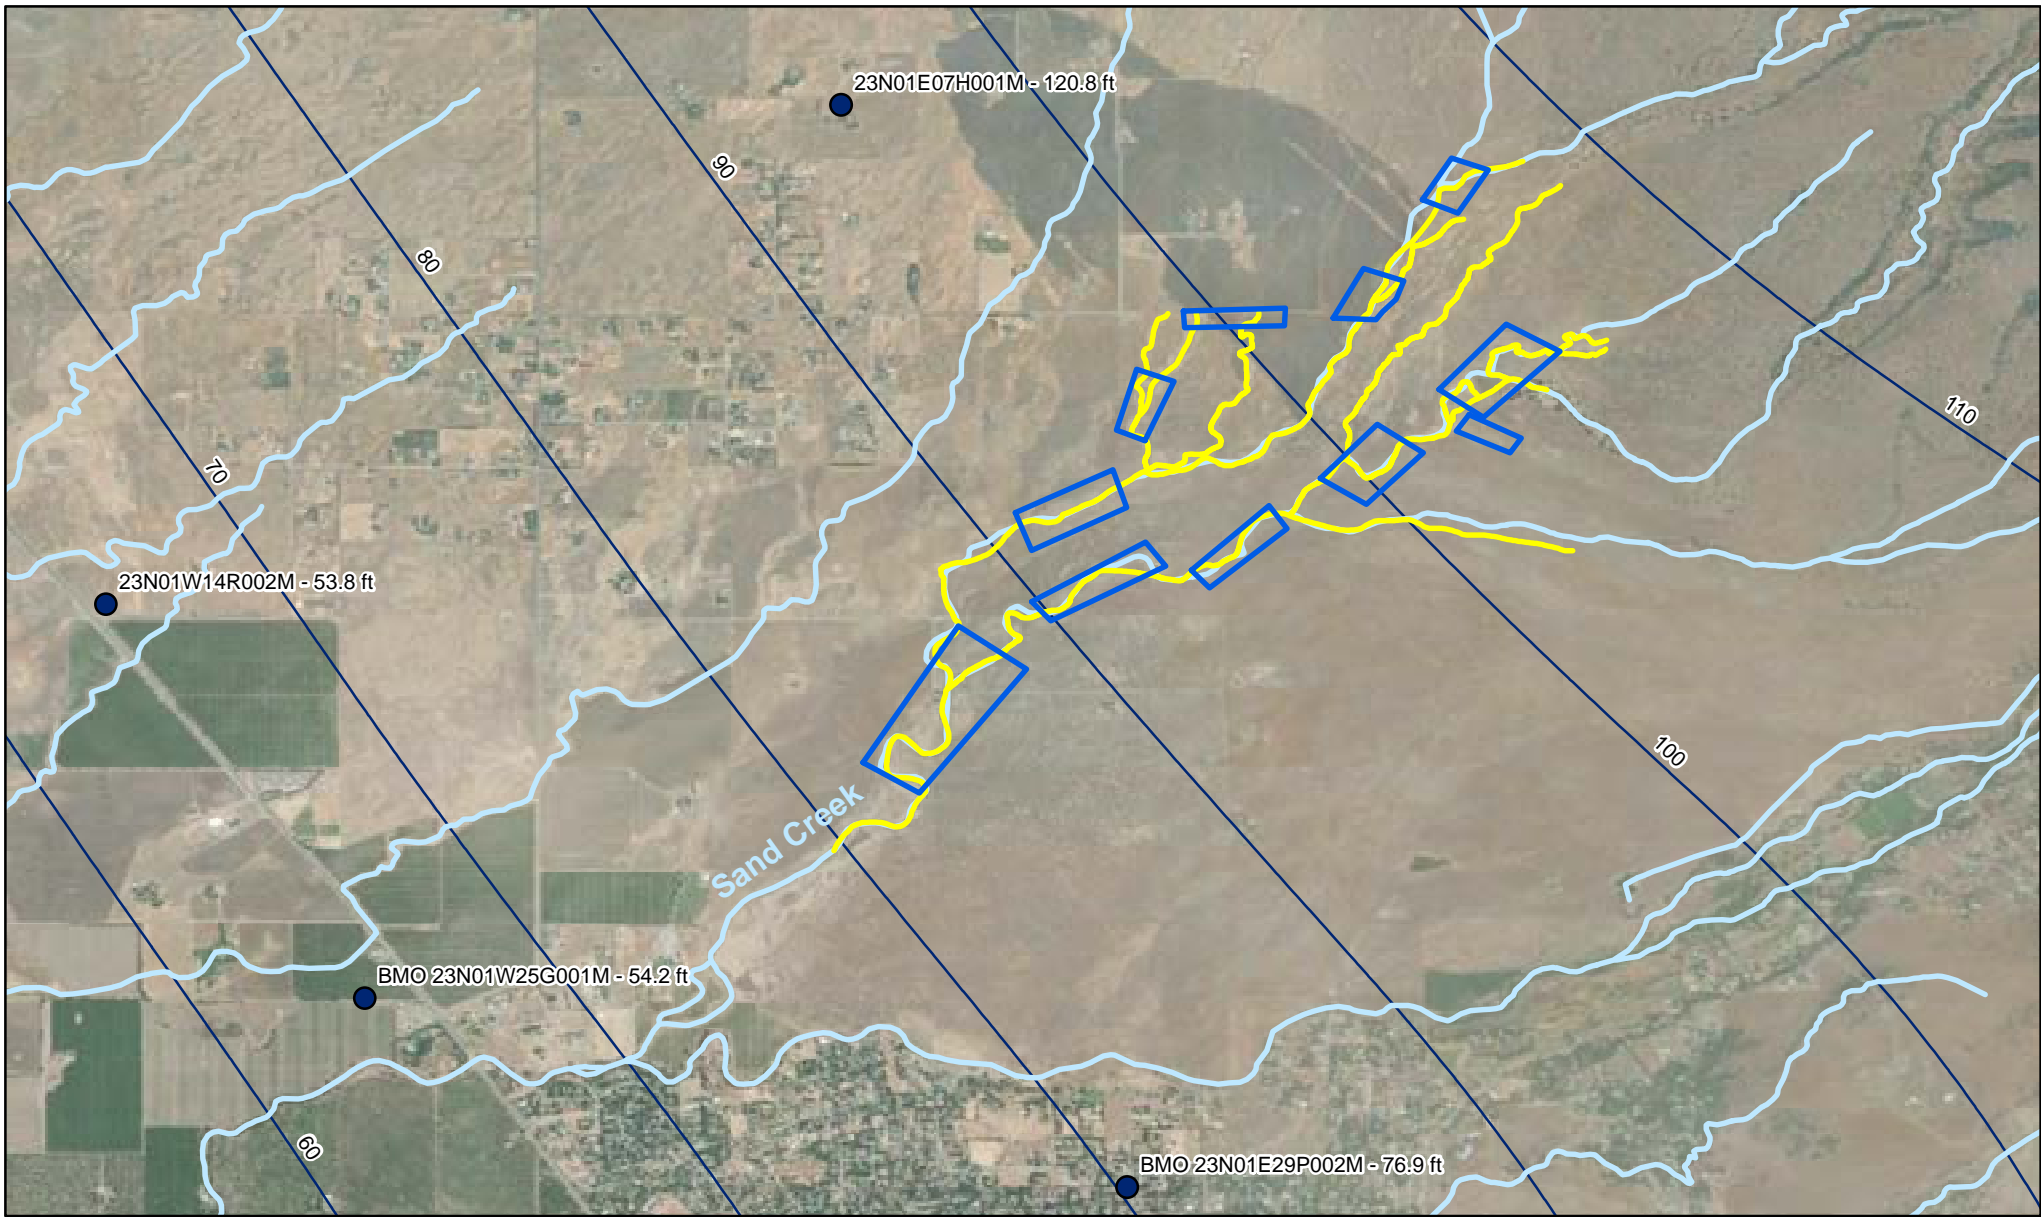 23N01E07H001M - 120.8 ft
90
80
110
70
23N01W14R002M - 53.8 ft
100
Sand Creek
BMO 23N01W25G001M - 54.2 ft
60
BMO 23N01E29P002M - 76.9 ft